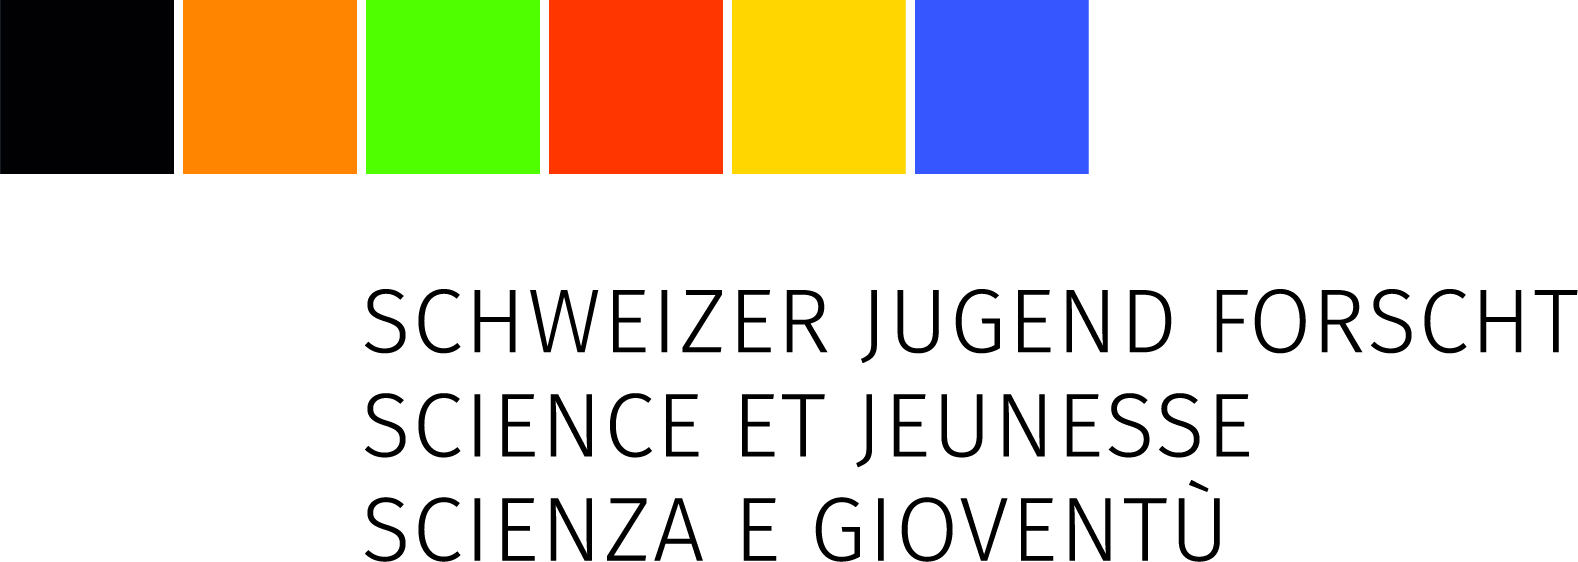 SCHWEIZER JUGEND FORSCHT
SCIENCE ET JEUNESSE
SCIENZA E GIOVENTÙ